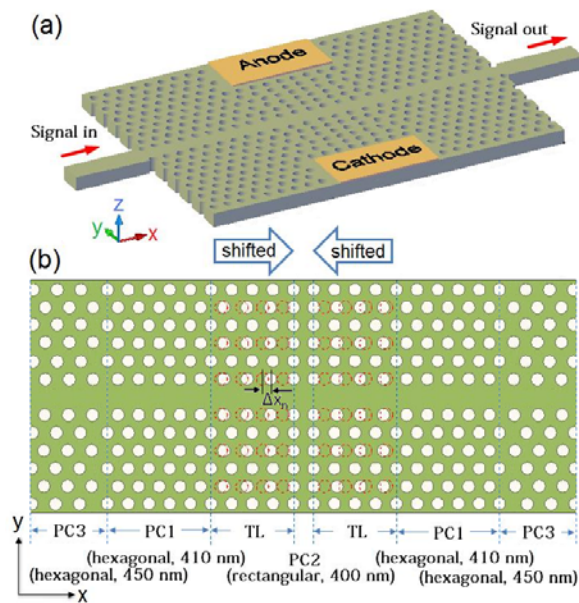 (a)
Signal out
Anode
Signal in
Cathode
z
y
x
shifted
shifted
(b)
Δxn
y
PC3
PC1
TL
TL
PC1
PC3
(hexagonal, 410 nm)
PC2
(hexagonal, 410 nm)
(hexagonal, 450 nm)
(rectangular, 400 nm)
(hexagonal, 450 nm)
x